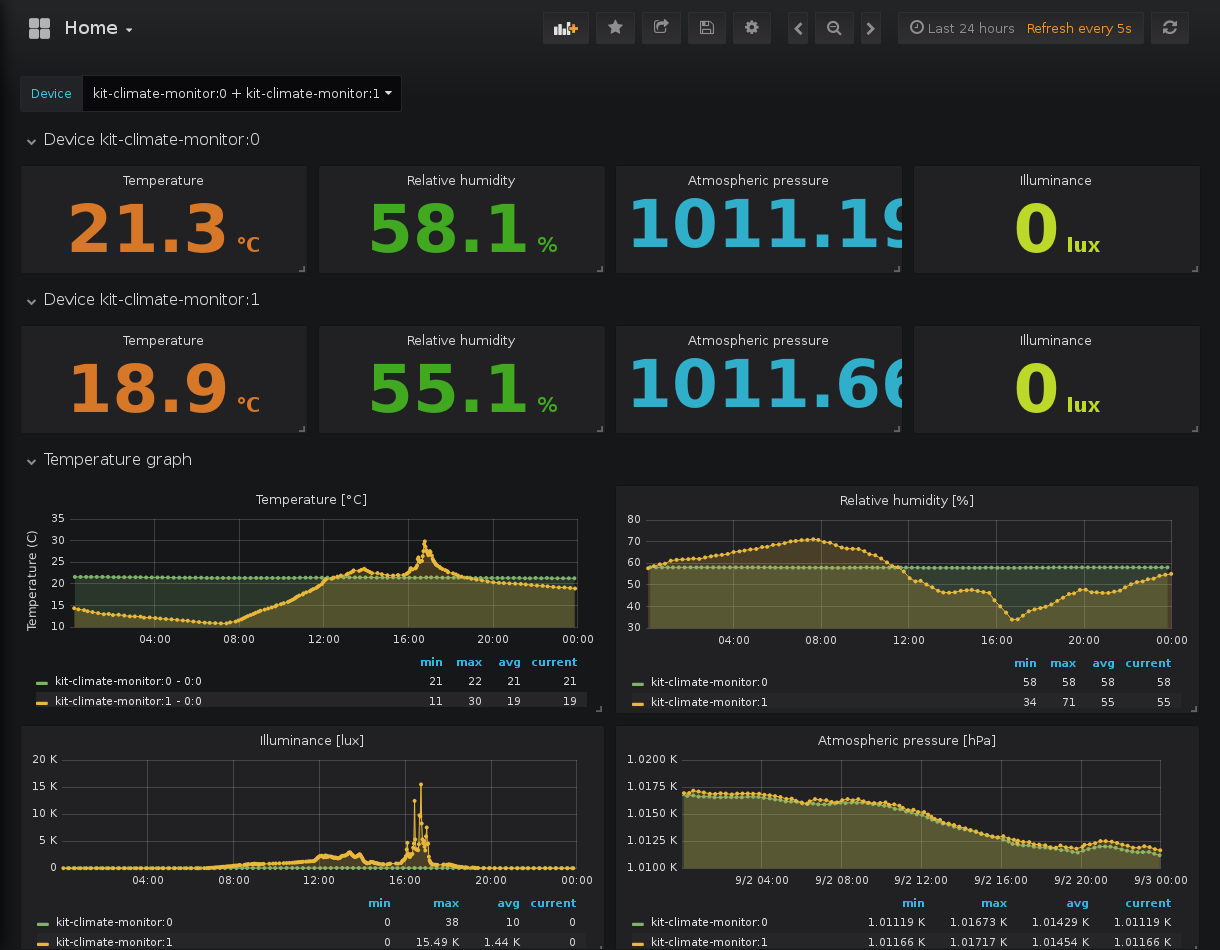 Home
Last 24 hours Refresh every 5s
Device kit-climate-monitor:0 + kit-climate-monitor:1
Device kit-climate-monitor:0
Temperature Relative humidity Atmospheric pressure Illuminance
21.3 °C 58.1 % 1011.19 0 lux
Device kit-climate-monitor:1
Temperature Relative humidity Atmospheric pressure Illuminance
18.9 °C 55.1 % 1011.66 0 lux
Temperature graph
Temperature [°C]
Temperature (C)
35
30
25
20
15
10
04:00 08:00 12:00 16:00 20:00 00:00
min max avg current
kit-climate-monitor:0 - 0:0 21 22 21 21
kit-climate-monitor:1 - 0:0 11 30 19 19
Relative humidity [%]
80
70
60
50
40
30
04:00 08:00 12:00 16:00 20:00 00:00
min max avg current
kit-climate-monitor:0 58 58 58 58
kit-climate-monitor:1 34 71 55 55
Illuminance [lux]
20 K
15 K
10 K
5 K
0
04:00 08:00 12:00 16:00 20:00 00:00
min max avg current
kit-climate-monitor:0 0 38 10 0
kit-climate-monitor:1 0 15.49 K 1.44 K 0
Atmospheric pressure [hPa]
1.0200 K
1.0175 K
1.0150 K
1.0125 K
1.0100 K
9/2 04:00 9/2 08:00 9/2 12:00 9/2 16:00 9/2 20:00 9/3 00:00
min max avg current
kit-climate-monitor:0 1.01119 K 1.01673 K 1.01429 K 1.01119 K
kit-climate-monitor:1 1.01166 K 1.01717 K 1.01454 K 1.01166 K